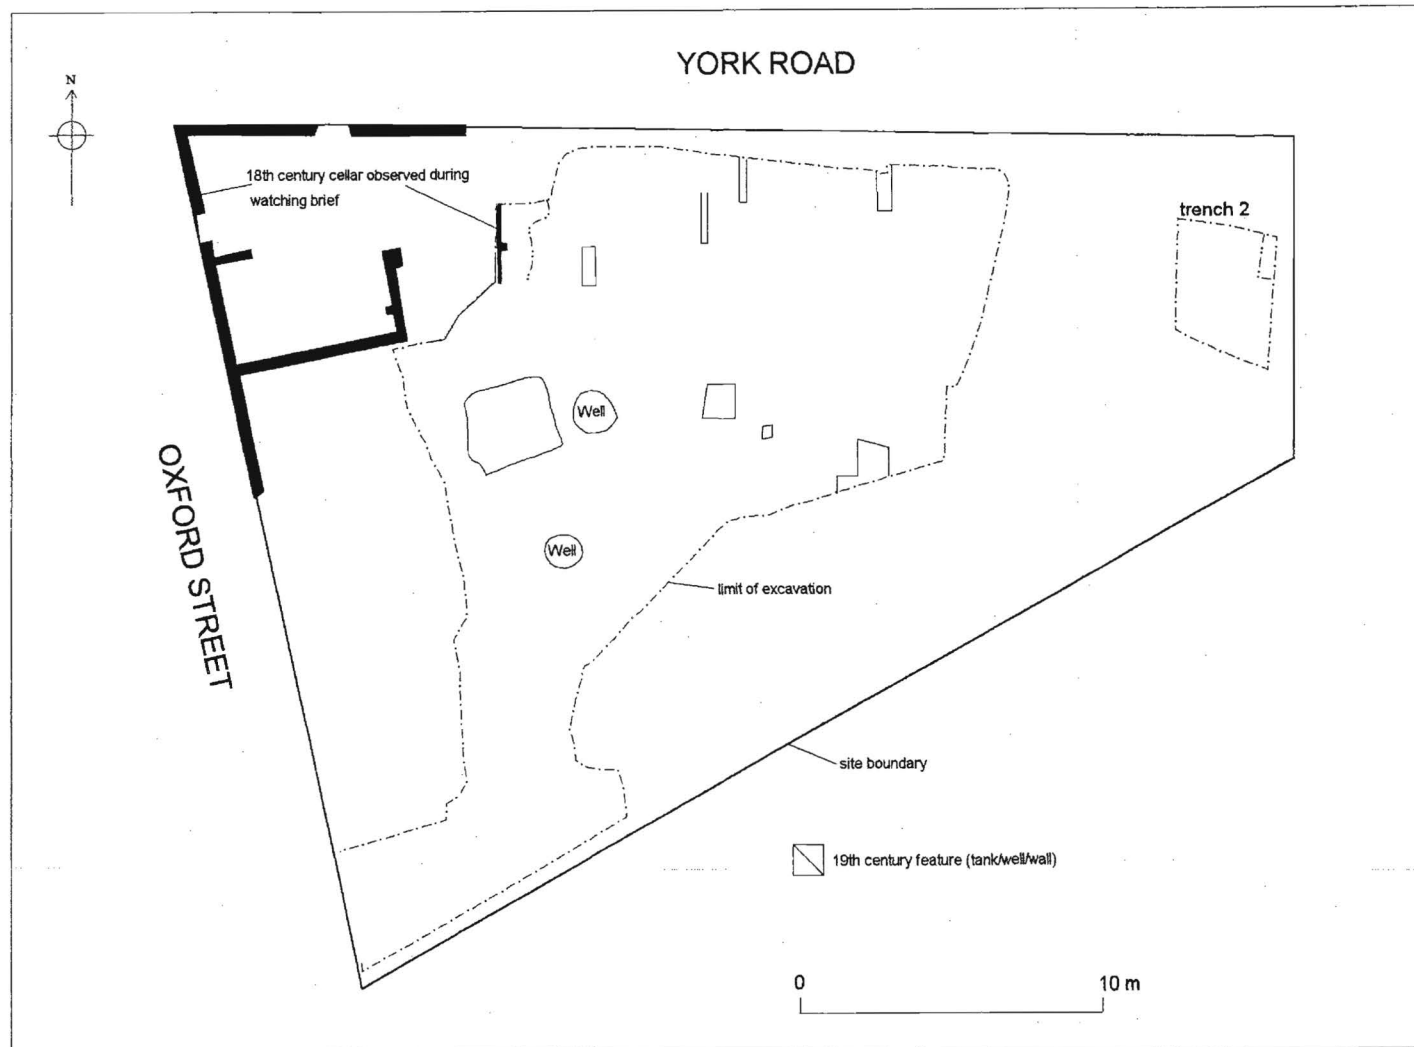 YORK ROAD
N
18th century cellar observed during
watching brief
trench 2
Well
OXFORD STREET
Well
limit of excavation
site boundary
19th century feature (tank/well/wall)
0 10 m